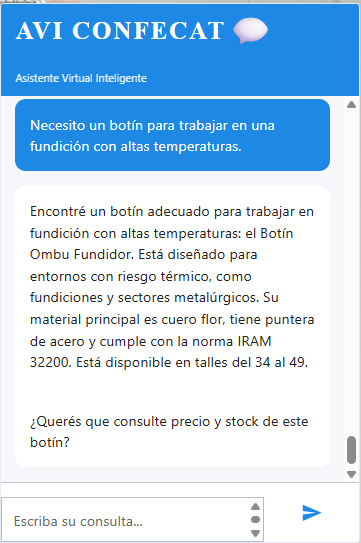 AVI CONFECAT
Asistente Virtual Inteligente
Necesito un botín para trabajar en una
fundición con altas temperaturas.
Encontré un botín adecuado para trabajar en
fundición con altas temperaturas: el Botín
Ombu Fundidor. Está diseñado para
entornos con riesgo térmico, como
fundiciones y sectores metalúrgicos. Su
material principal es cuero flor, tiene puntera
de acero y cumple con la norma IRAM
32200. Está disponible en talles del 34 al 49.
¿Querés que consulte precio y stock de este
botín?
Escriba su consulta...